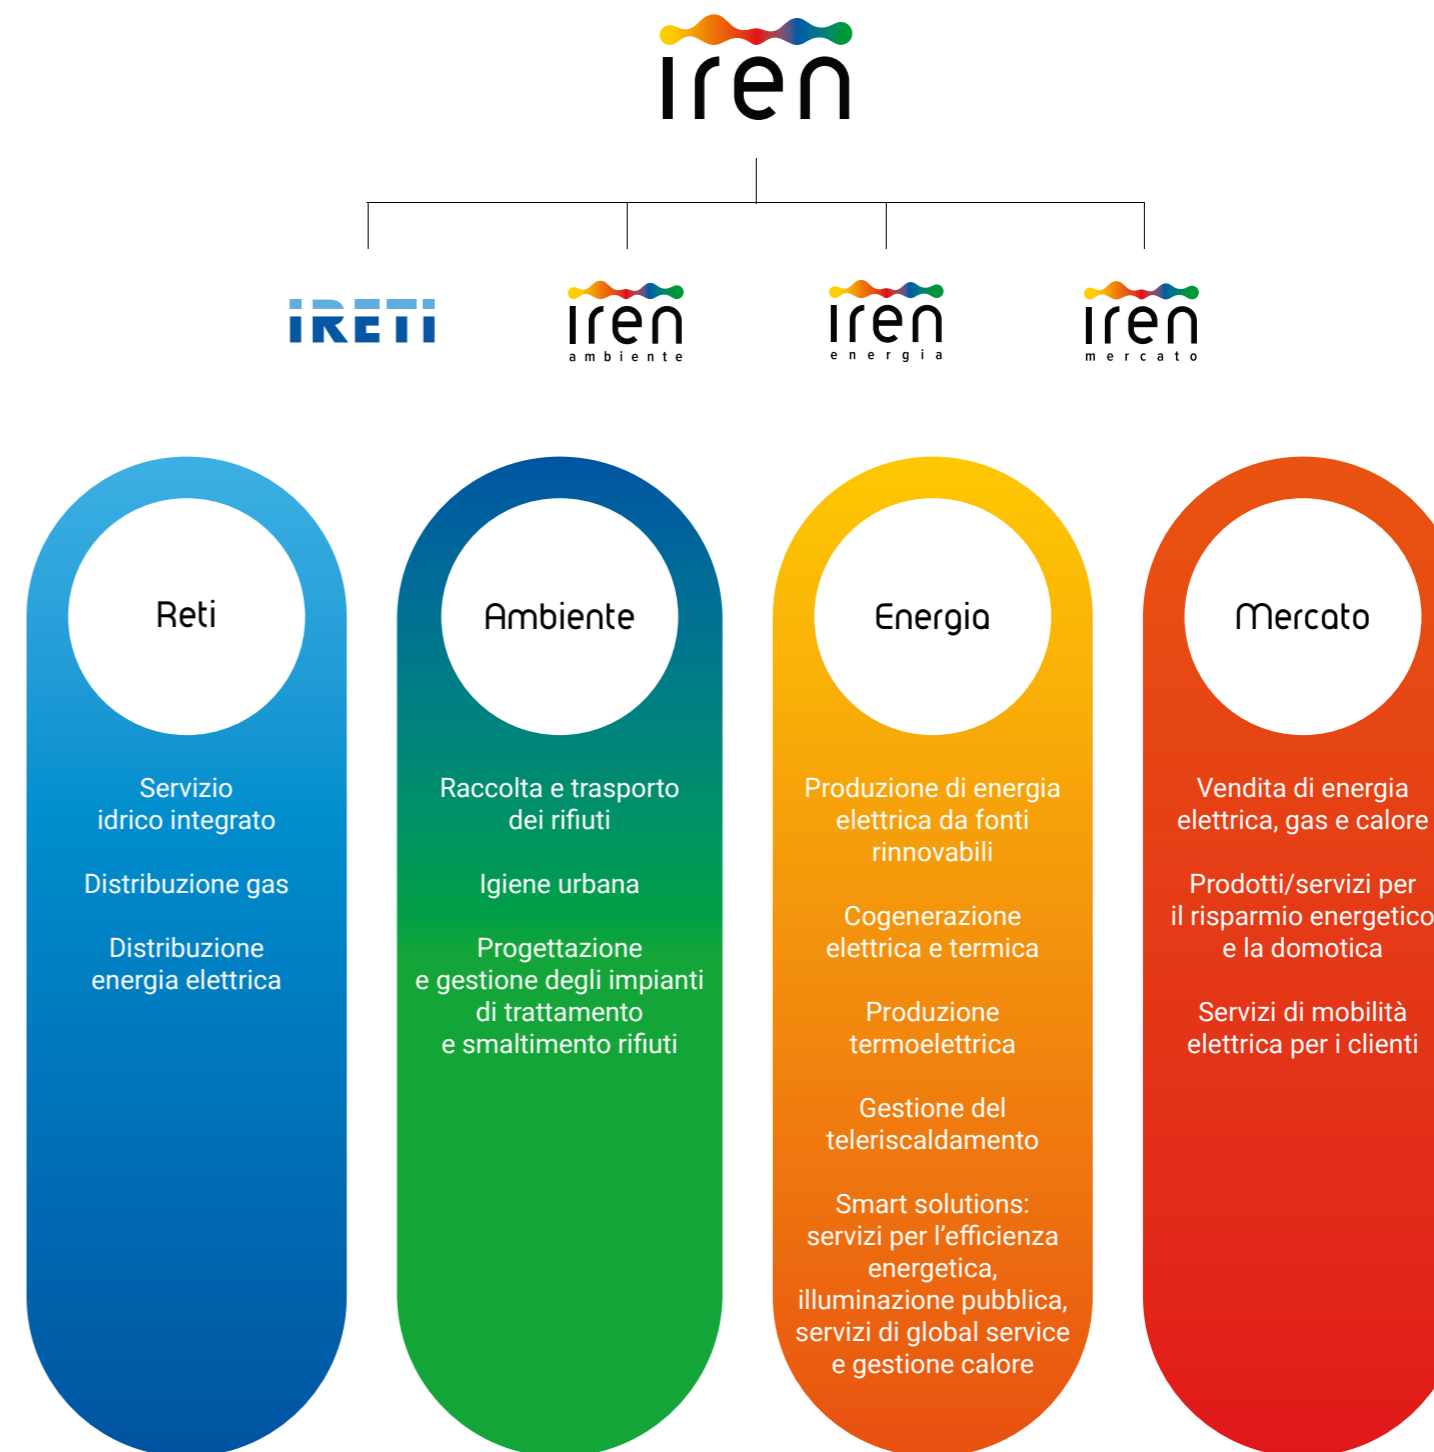 iren
IRETI
iren
ambiente
iren
energia
iren
mercato
Reti
Servizio
idrico integrato
Distribuzione gas
Distribuzione
energia elettrica
Ambiente
Raccolta e trasporto
dei rifiuti
Igiene urbana
Progettazione
e gestione degli impianti
di trattamento
e smaltimento rifiuti
Energia
Produzione di energia
elettrica da fonti
rinnovabili
Cogenerazione
elettrica e termica
Produzione
termoelettrica
Gestione del
teleriscaldamento
Smart solutions:
servizi per l’efficienza
energetica,
illuminazione pubblica,
servizi di global service
e gestione calore
Mercato
Vendita di energia
elettrica, gas e calore
Prodotti/servizi per
il risparmio energetico
e la domotica
Servizi di mobilità
elettrica per i clienti